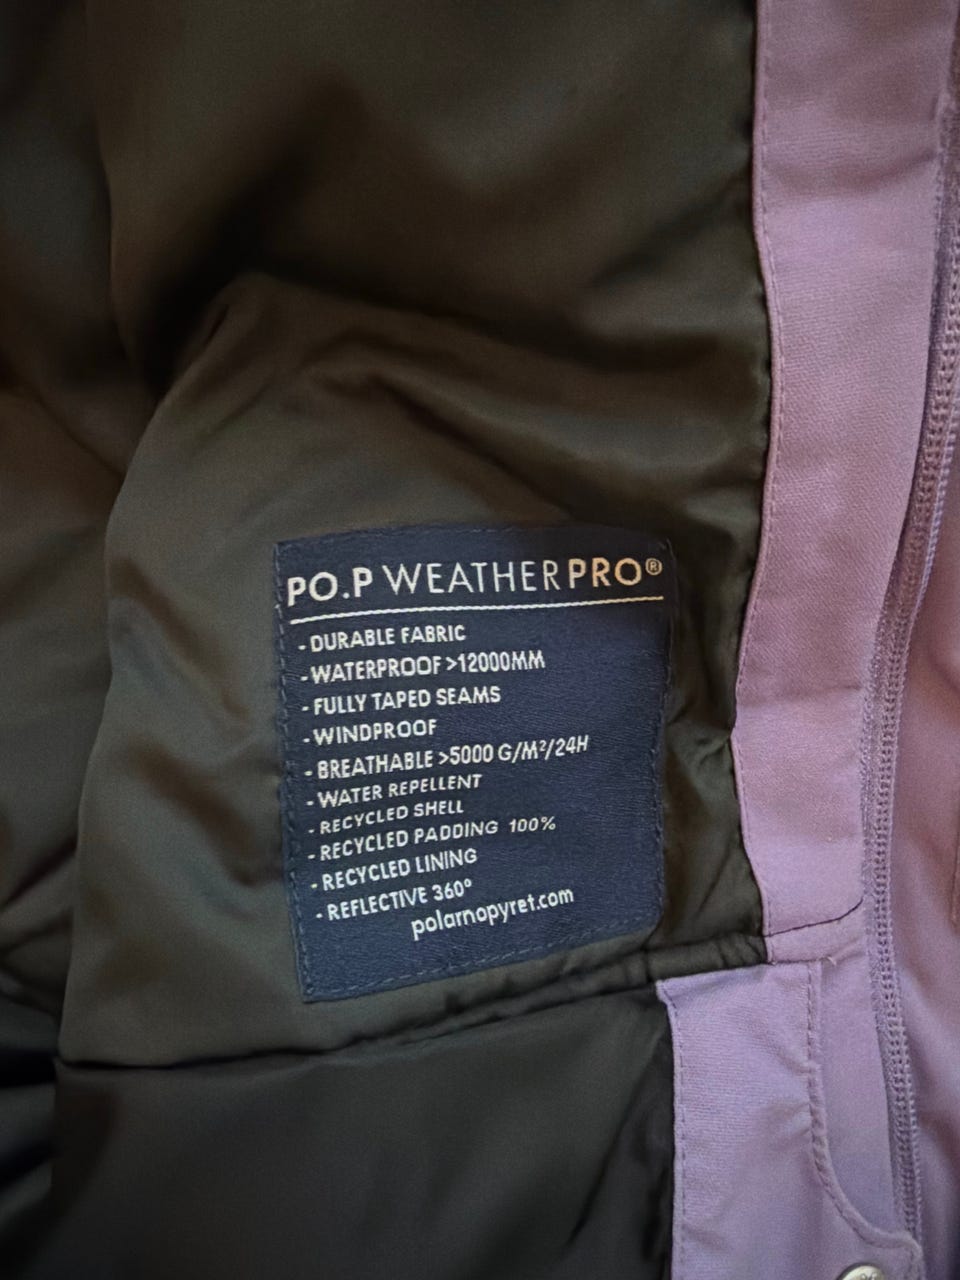 PO.P WEATHERPRO®
- DURABLE FABRIC
- WATERPROOF >12000MM
- FULLY TAPED SEAMS
- WINDPROOF
- BREATHABLE >5000 G/M²/24H
- WATER REPELLENT
- RECYCLED SHELL
- RECYCLED PADDING 100%
- RECYCLED LINING
- REFLECTIVE 360°
polarnopyret.com